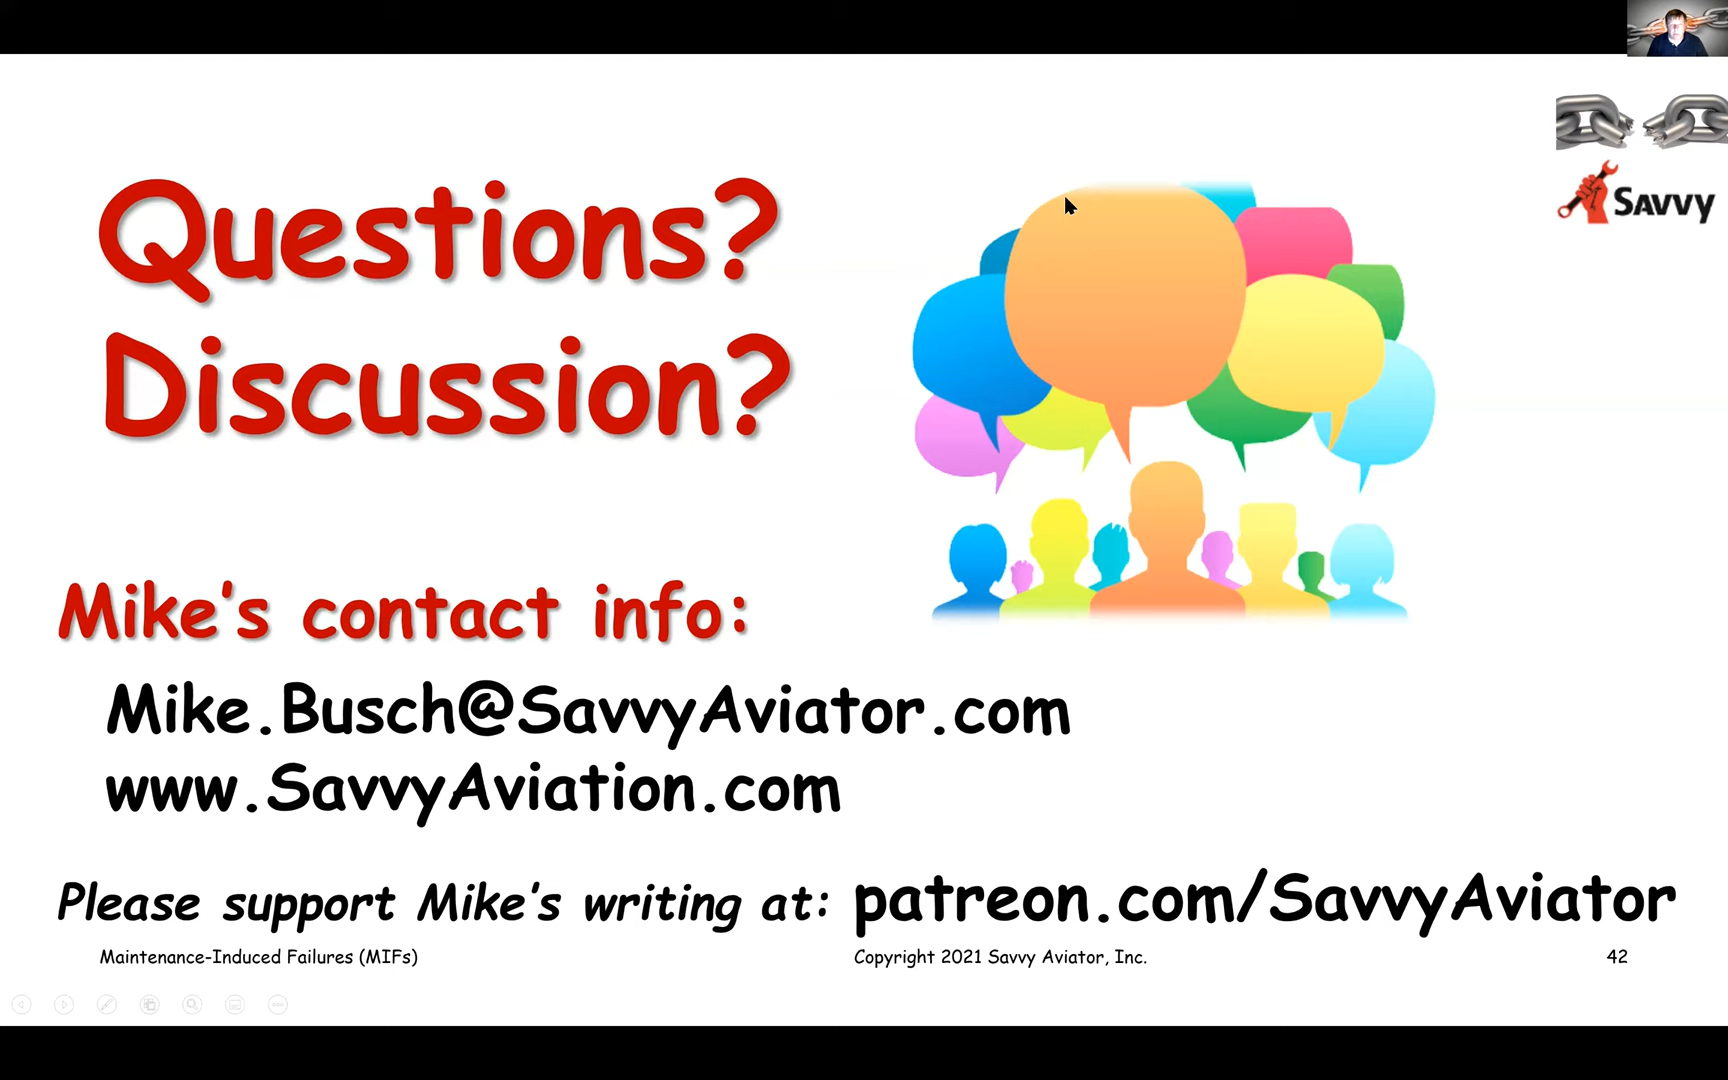 Savvy
Questions?
Discussion?
Mike's contact info:
Mike.Busch@SavvyAviator.com
www.SavvyAviation.com
Please support Mike's writing at: patreon.com/SavvyAviator
Maintenance-Induced Failures (MIFs) Copyright 2021 Savvy Aviator, Inc. 42